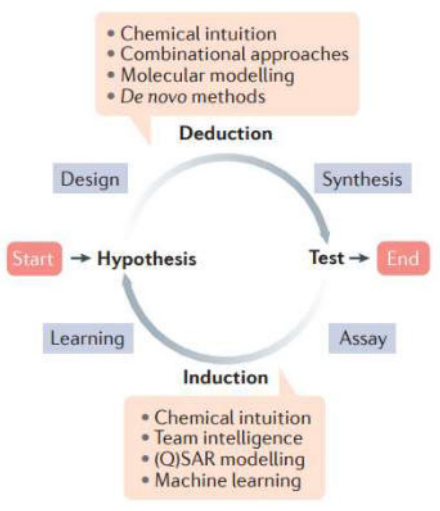 • Chemical intuition
• Combinational approaches
• Molecular modelling
• De novo methods
Deduction
Design
Synthesis
Start → Hypothesis
Test → End
Learning
Assay
Induction
• Chemical intuition
• Team intelligence
• (Q)SAR modelling
• Machine learning